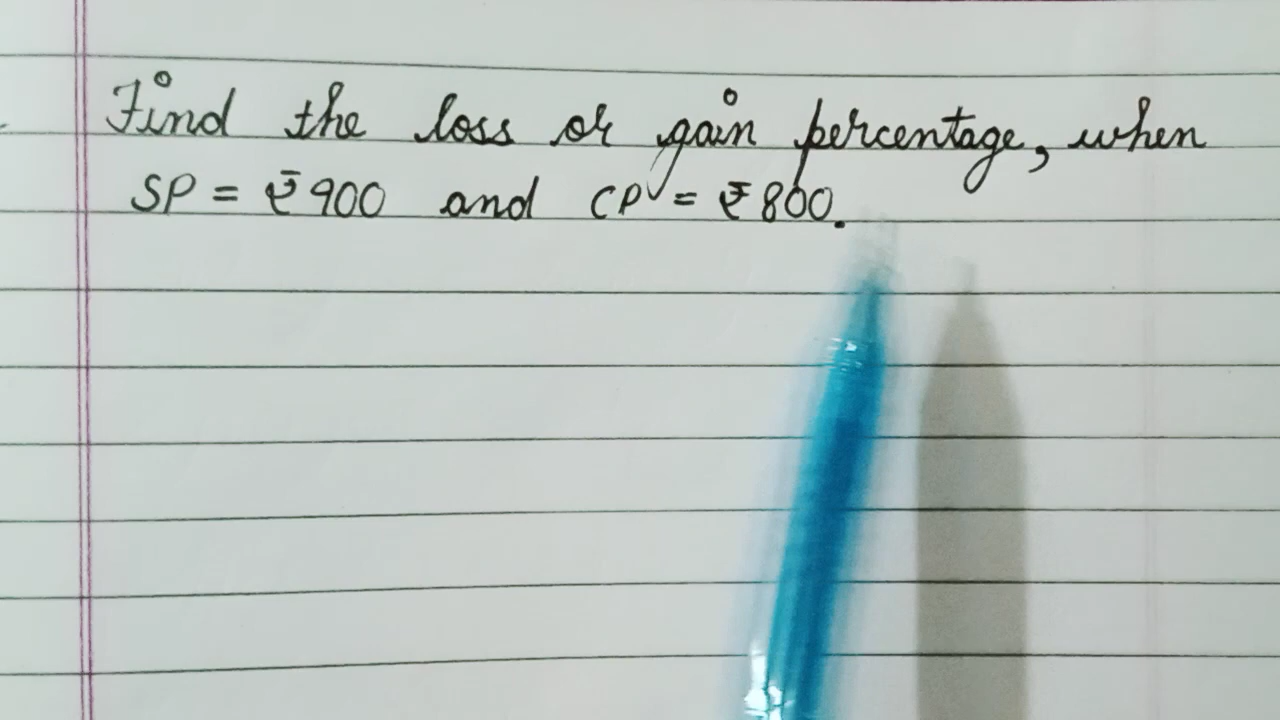 Find the loss or gain percentage, when
SP = ₹900 and CP = ₹800.